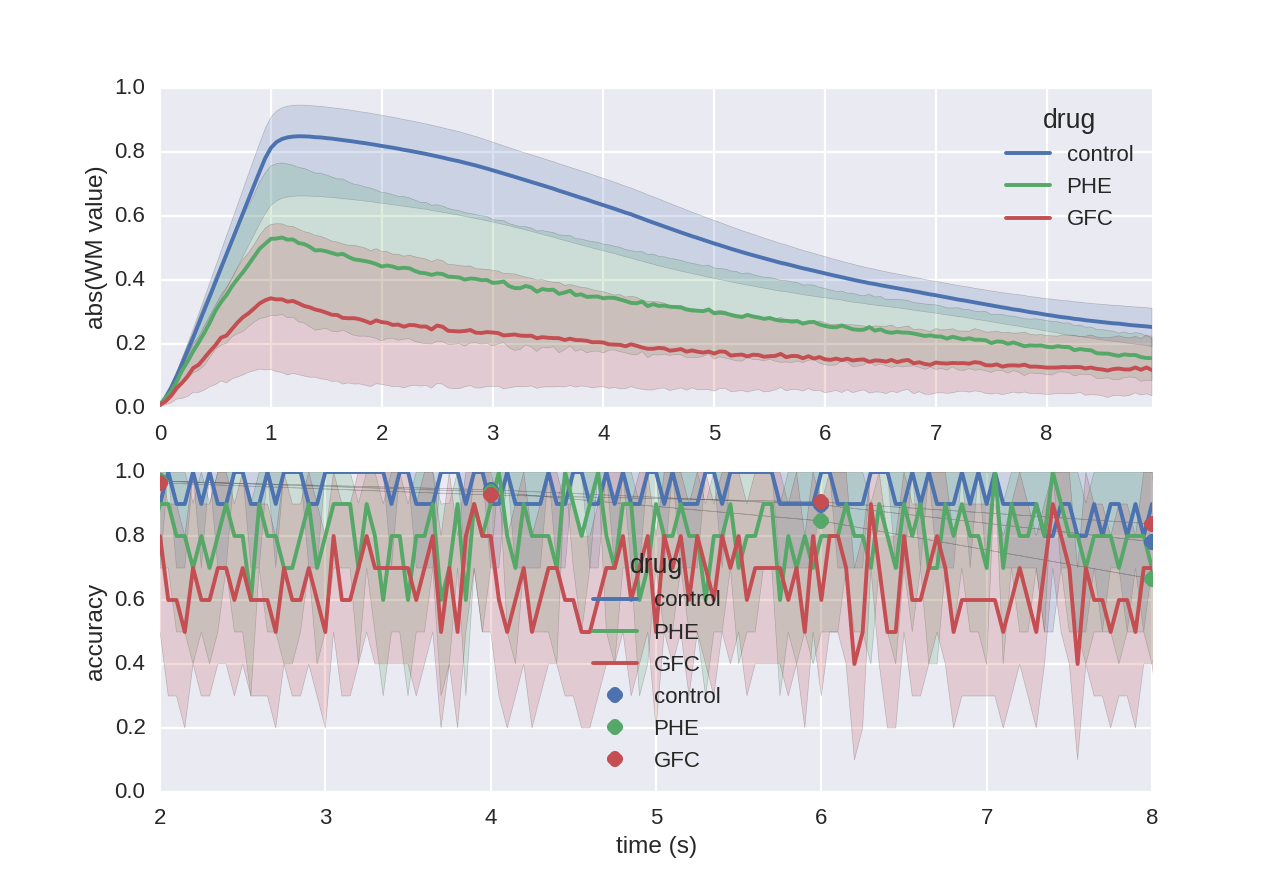 abs(WM value)
1.0
0.8
0.6
0.4
0.2
0.0
0 1 2 3 4 5 6 7 8
drug
control
PHE
GFC
accuracy
1.0
0.8
0.6
0.4
0.2
0.0
2 3 4 5 6 7 8
time (s)
drug
control
PHE
GFC
control
PHE
GFC